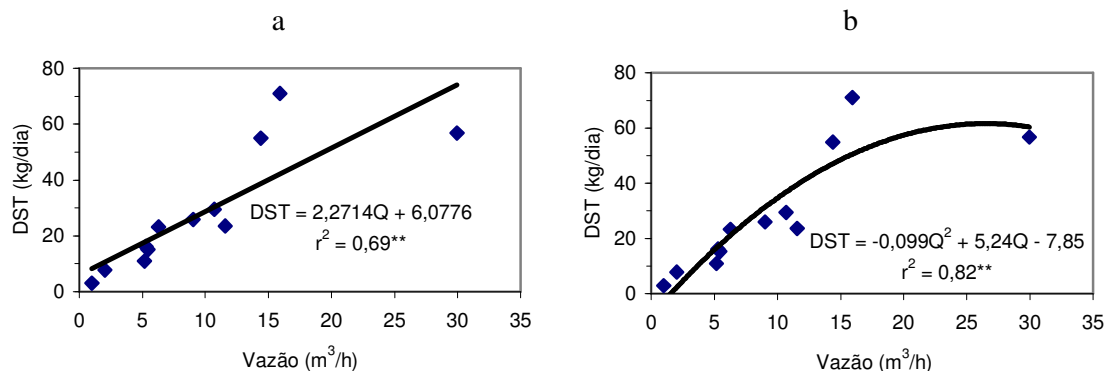 a
80
60
40
20
0
DST (kg/dia)
DST = 2,2714Q + 6,0776
r² = 0,69**
0 5 10 15 20 25 30 35
Vazão (m³/h)
b
80
60
40
20
0
DST (kg/dia)
DST = -0,099Q² + 5,24Q - 7,85
r² = 0,82**
0 5 10 15 20 25 30 35
Vazão (m³/h)